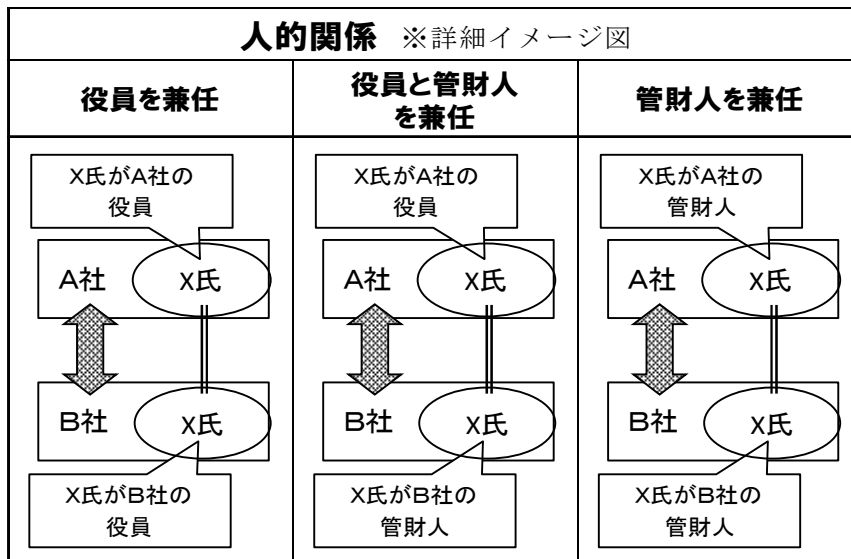 人的関係 ※詳細イメージ図
役員を兼任
役員と管財人
を兼任
管財人を兼任
X氏がA社の
役員
A社
X氏
B社
X氏
X氏がB社の
役員
X氏がA社の
役員
A社
X氏
B社
X氏
X氏がB社の
管財人
X氏がA社の
管財人
A社
X氏
B社
X氏
X氏がB社の
管財人